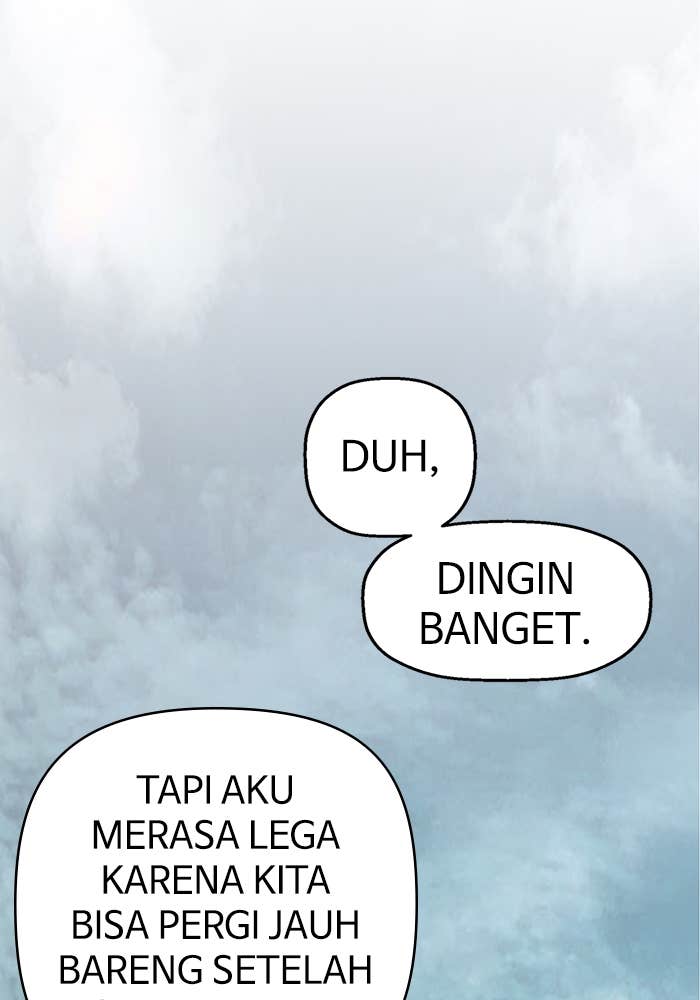 DUH,
DINGIN
BANGET.
TAPI AKU
MERASA LEGA
KARENA KITA
BISA PERGI JAUH
BARENG SETELAH